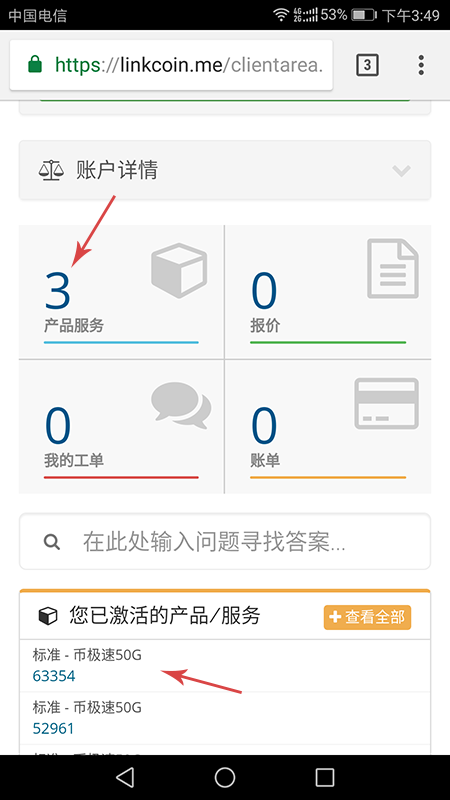 中国电信 4G 2G 2G 53% 下午3:49
https://linkcoin.me/clientarea. 3
账户详情
3 0
产品服务 报价
0 0
我的工单 账单
在此处输入问题寻找答案...
您已激活的产品/服务 查看全部
标准 - 币极速50G
63354
标准 - 币极速50G
52961